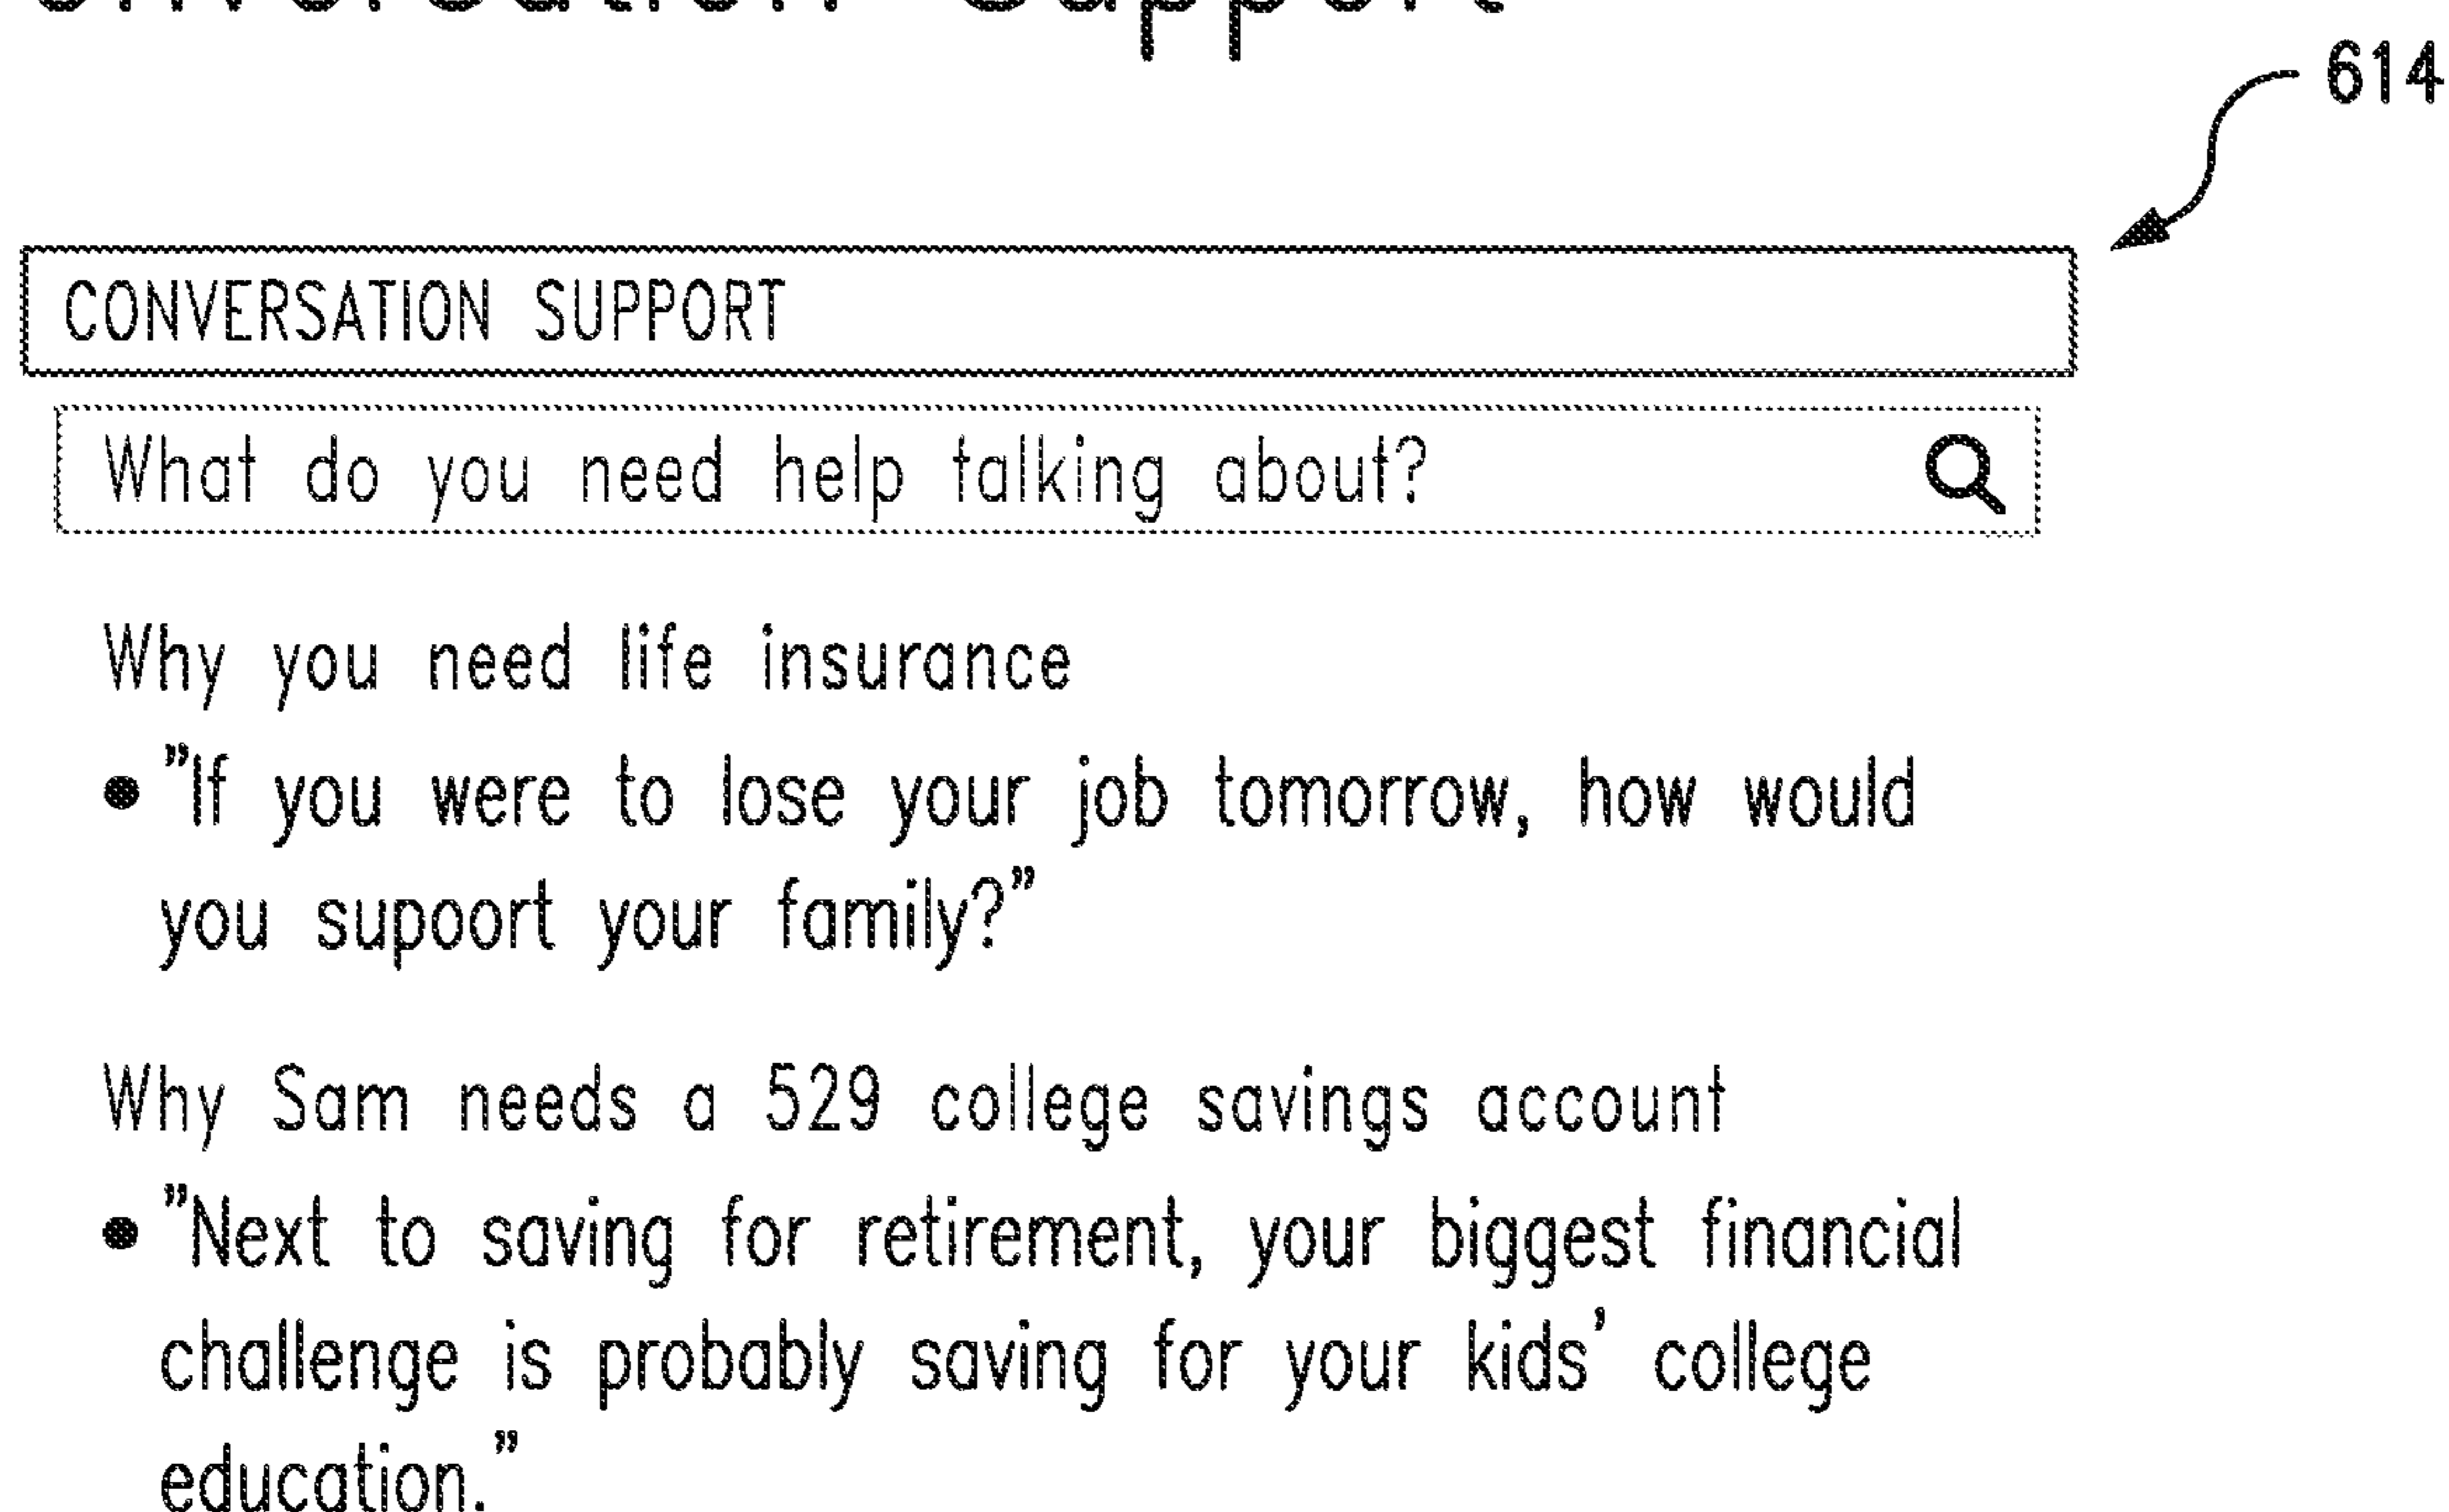 Support
614
CONVERSATION SUPPORT
What do you need help talking about?
Why you need life insurance
● "If you were to lose your job tomorrow, how would
you supoort your family?"
Why Sam needs a 529 college savings account
● "Next to saving for retirement, your biggest financial
challenge is probably saving for your kids' college
education."